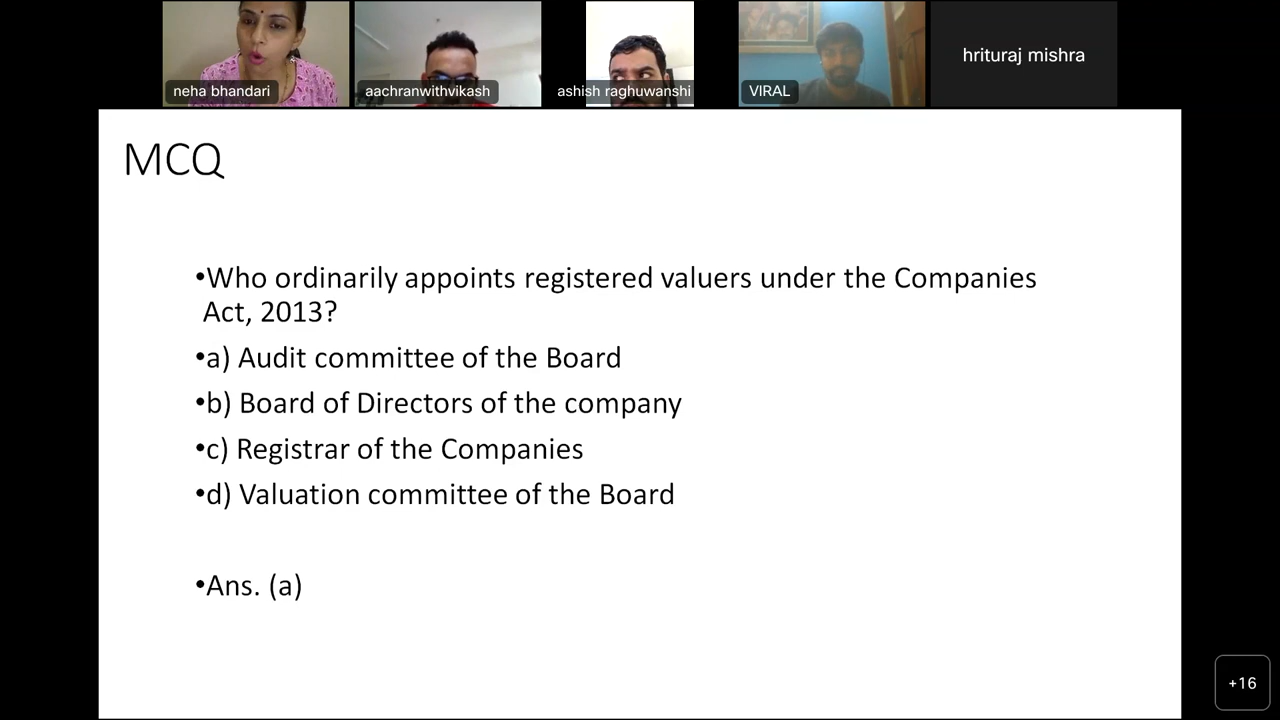 neha bhandari
aachranwithvikash
ashish raghuwanshi
VIRAL
hrituraj mishra
MCQ
•Who ordinarily appoints registered valuers under the Companies
Act, 2013?
•a) Audit committee of the Board
•b) Board of Directors of the company
•c) Registrar of the Companies
•d) Valuation committee of the Board
•Ans. (a)
+16